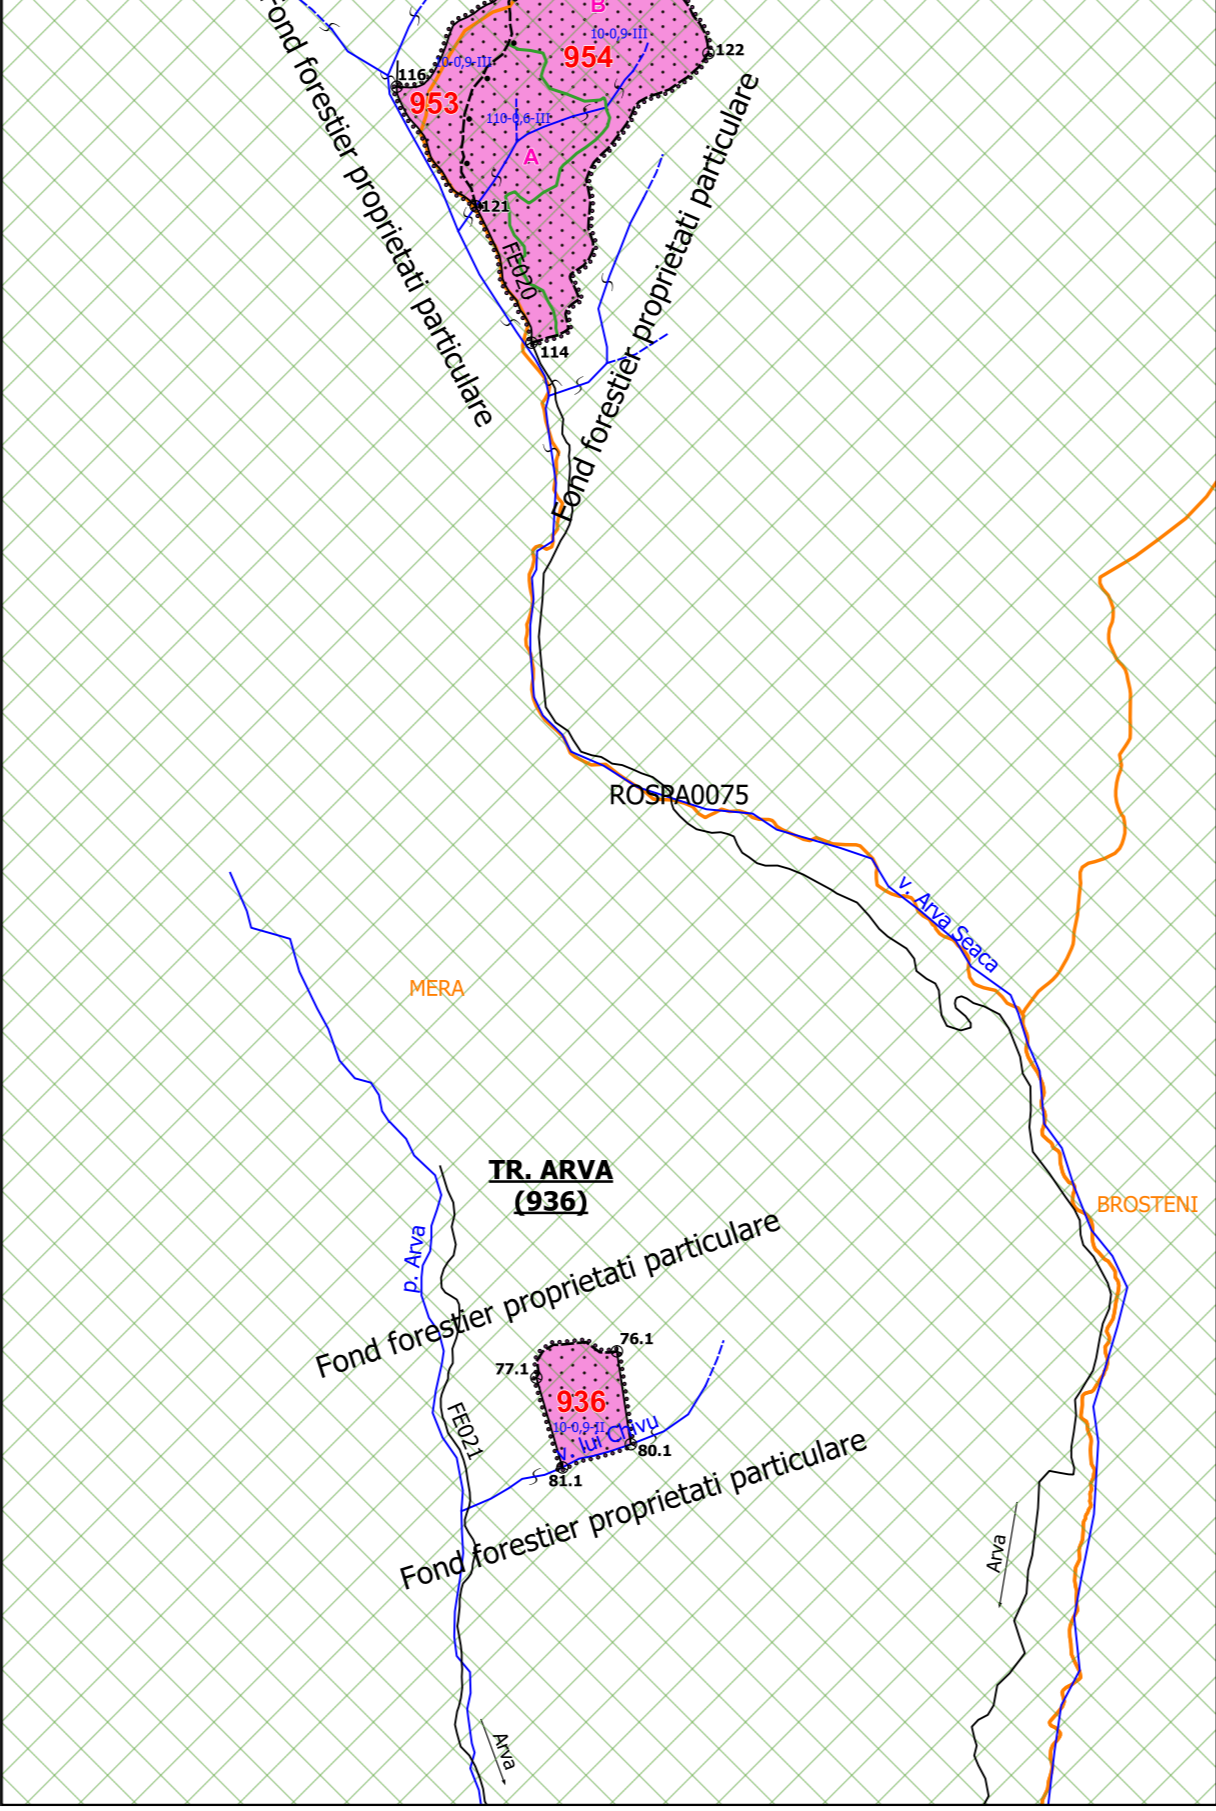 B
10-0,9-III
954
122
10-0,9-III
116
953
110-0,6-III
A
121
FE020
114
Fond forestier proprietati particulare
Fond forestier proprietati particulare
ROSPA0075
v. Arva Seaca
MERA
TR. ARVA
(936)
BROSTENI
p. Arva
Fond forestier proprietati particulare
76.1
77.1
936
10-0,9-II
v. lui Chivu
80.1
81.1
FE021
Fond forestier proprietati particulare
Arva
Arva